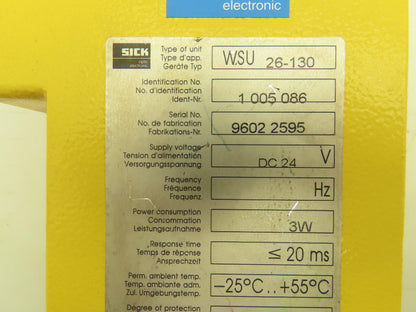 electronic
SICK
Type of unit
Type d'app.
Geräte Typ
WSU 26-130
Identification No.
No. d'identification
Ident-Nr.
1 005 086
Serial No.
No. de fabrication
Fabrikations-Nr.
9602 2595
Supply voltage
Tension d'alimentation
Versorgungsspannung
DC 24 V
Frequency
Fréquence
Frequenz
Hz
Power consumption
Consommation
Leistungsaufnahme
3W
Response time
Temps de réponse
Ansprechzeit
≤ 20 ms
Perm. ambient temp.
Temp. ambiante adm.
Zul. Umgebungstemp.
−25°C..+55°C
Degree of protection